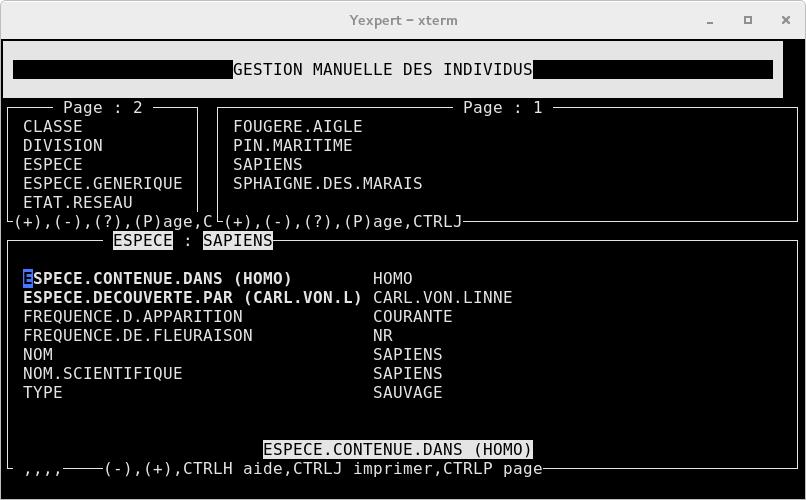 Yexpert – xterm
GESTION MANUELLE DES INDIVIDUS
Page : 2 Page : 1
CLASSE FOUGERE.AIGLE
DIVISION PIN.MARITIME
ESPECE SAPIENS
ESPECE.GENERIQUE SPHAIGNE.DES.MARAIS
ETAT.RESEAU
(+),(-),(?),(P)age,C (+),(-),(?),(P)age,CTRLJ
ESPECE : SAPIENS
ESPECE.CONTENUE.DANS (HOMO) HOMO
ESPECE.DECOUVERTE.PAR (CARL.VON.L) CARL.VON.LINNE
FREQUENCE.D.APPARITION COURANTE
FREQUENCE.DE.FLEURAISON NR
NOM SAPIENS
NOM.SCIENTIFIQUE SAPIENS
TYPE SAUVAGE
ESPECE.CONTENUE.DANS (HOMO)
,,,, (-),(+),CTRLH aide,CTRLJ imprimer,CTRLP page